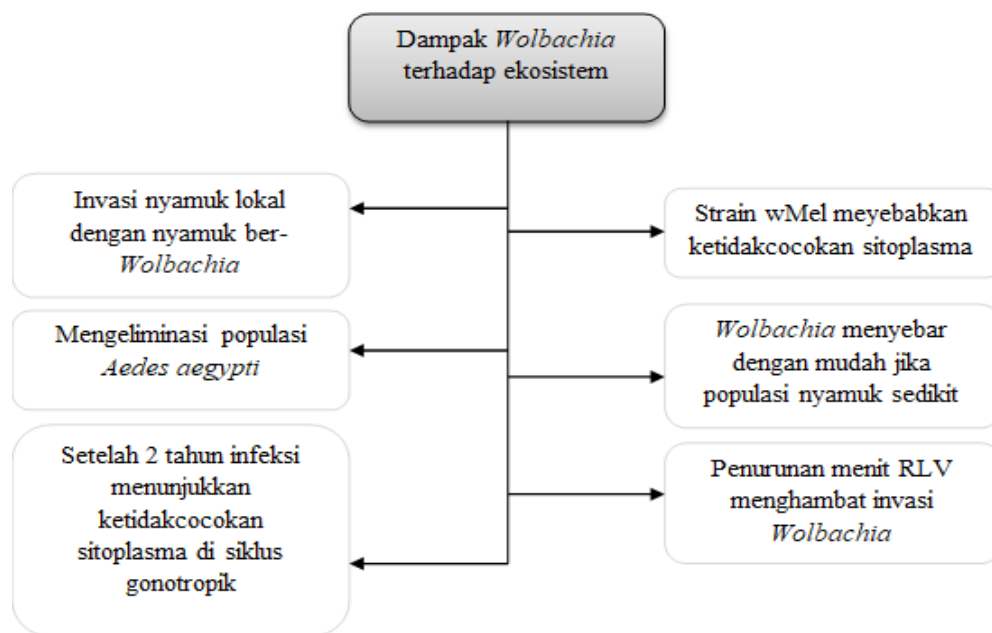 Dampak Wolbachia
terhadap ekosistem
Invasi nyamuk lokal
dengan nyamuk ber-
Wolbachia
Mengeliminasi populasi
Aedes aegypti
Setelah 2 tahun infeksi
menunjukkan
ketidakcocokan
sitoplasma di siklus
gonotropik
Strain wMel meyebabkan
ketidakcocokan sitoplasma
Wolbachia menyebar
dengan mudah jika
populasi nyamuk sedikit
Penurunan menit RLV
menghambat invasi
Wolbachia